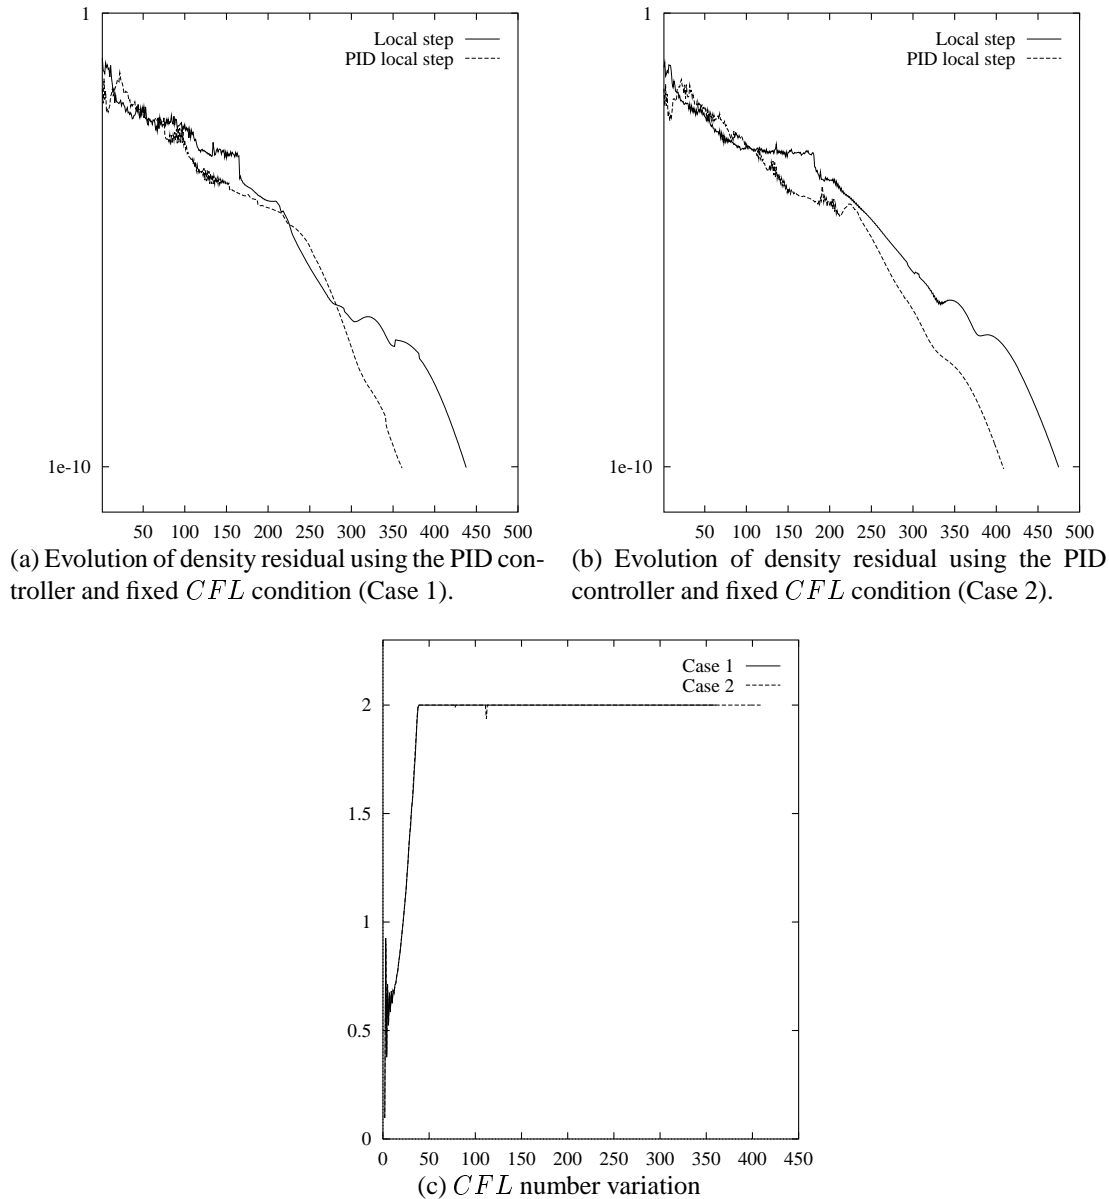 1
Local step
PID local step
1e-10
50 100 150 200 250 300 350 400 450 500
(a) Evolution of density residual using the PID con-
troller and fixed CFL condition (Case 1).
1
Local step
PID local step
1e-10
50 100 150 200 250 300 350 400 450 500
(b) Evolution of density residual using the PID
controller and fixed CFL condition (Case 2).
Case 1
Case 2
2
1.5
1
0.5
0
0 50 100 150 200 250 300 350 400 450
(c) CFL number variation